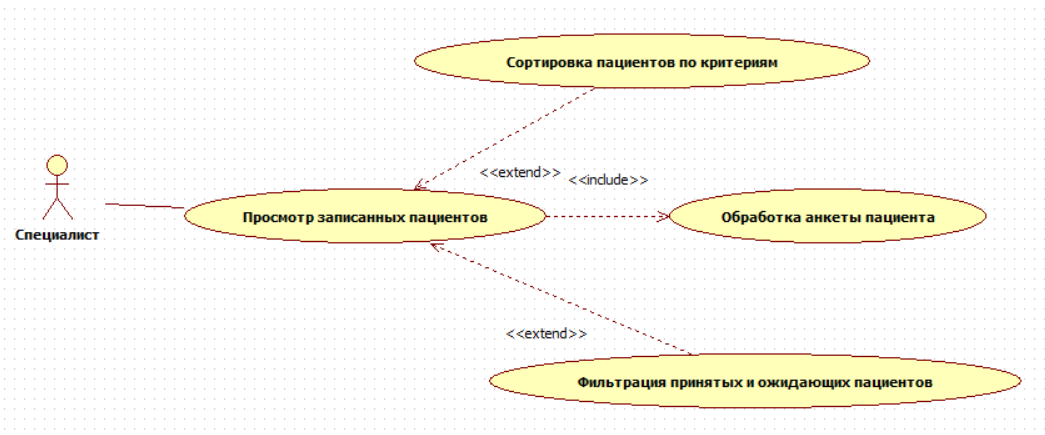 Сортировка пациентов по критериям
<<extend>>
<<include>>
Просмотр записанных пациентов
Обработка анкеты пациента
Специалист
<<extend>>
Фильтрация принятых и ожидающих пациентов